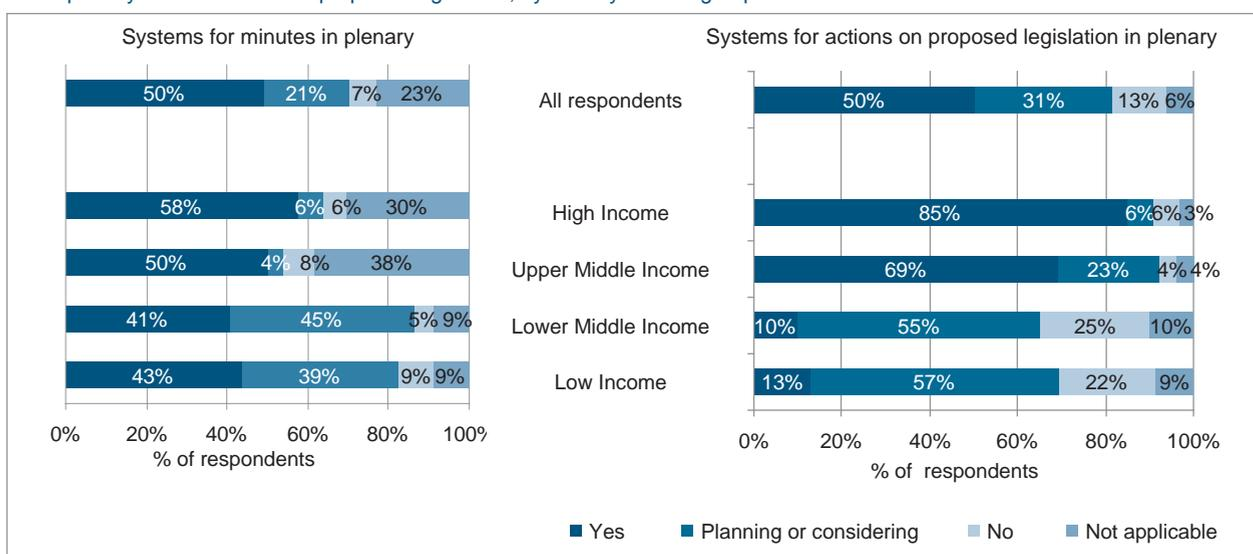 Systems for minutes in plenary
50% 21% 7% 23%
58% 6% 6% 30%
50% 4% 8% 38%
41% 45% 5% 9%
43% 39% 9% 9%
0% 20% 40% 60% 80% 100%
% of respondents
All respondents
High Income
Upper Middle Income
Lower Middle Income
Low Income
Systems for actions on proposed legislation in plenary
50% 31% 13% 6%
85% 6% 6% 3%
69% 23% 4% 4%
10% 55% 25% 10%
13% 57% 22% 9%
0% 20% 40% 60% 80% 100%
% of respondents
Yes Planning or considering No Not applicable